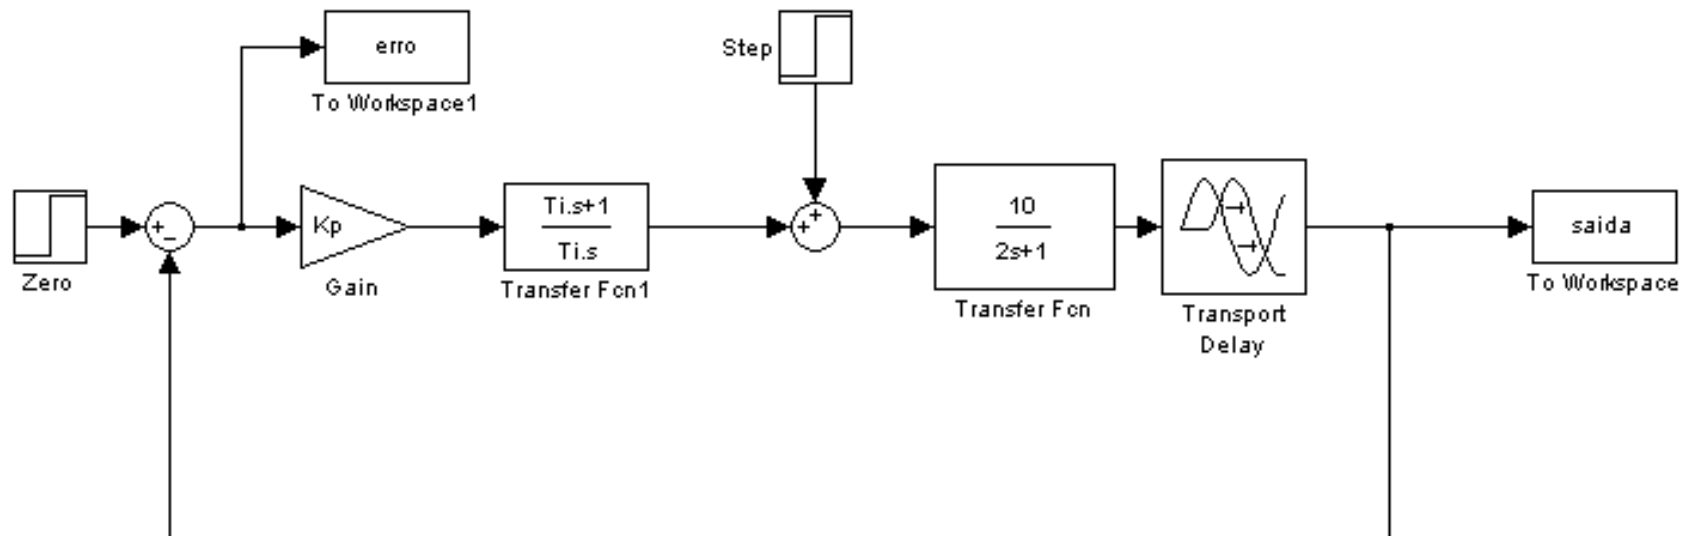 erro
To Workspace1
Step
Zero
+
−
Kp
Gain
Ti.s+1
Ti.s
Transfer Fcn1
+
+
10
2s+1
Transfer Fcn
Transport
Delay
saida
To Workspace